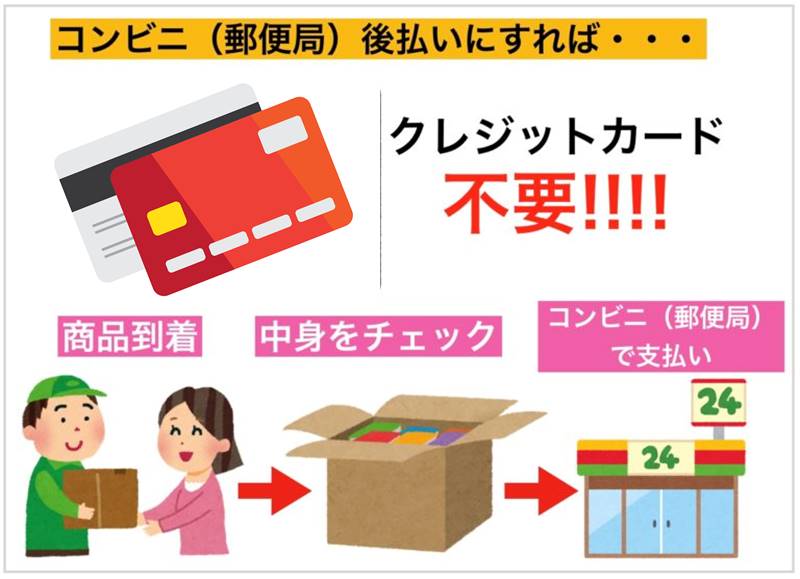 コンビニ（郵便局）後払いにすれば・・・
クレジットカード
不要!!!!
商品到着
中身をチェック
コンビニ（郵便局）
で支払い
24
24